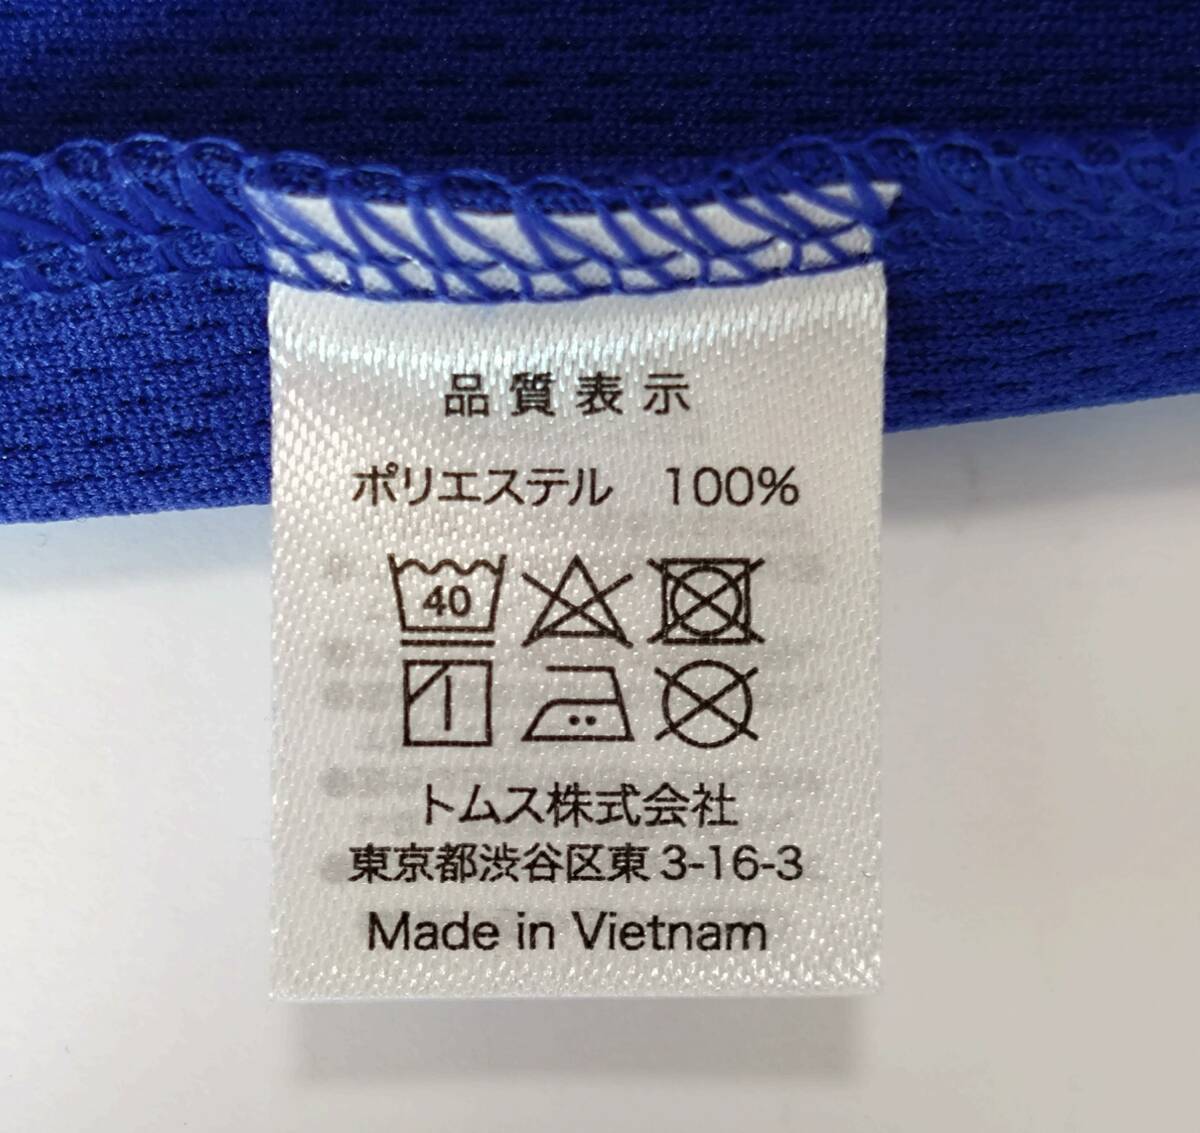 品質表示
ポリエステル 100%
40
トムス株式会社
東京都渋谷区東3-16-3
Made in Vietnam